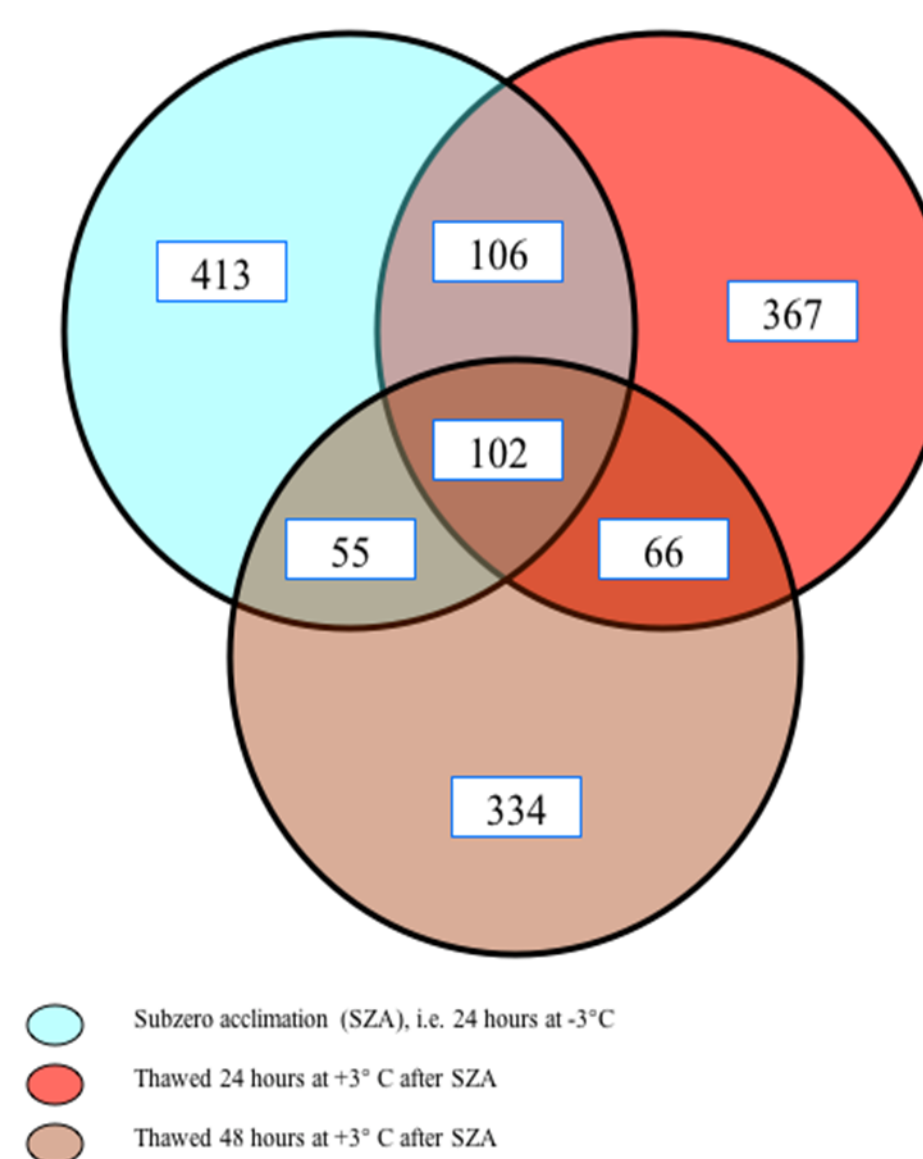 413
106
367
102
55
66
334
Subzero acclimation (SZA), i.e. 24 hours at -3°C
Thawed 24 hours at +3° C after SZA
Thawed 48 hours at +3° C after SZA